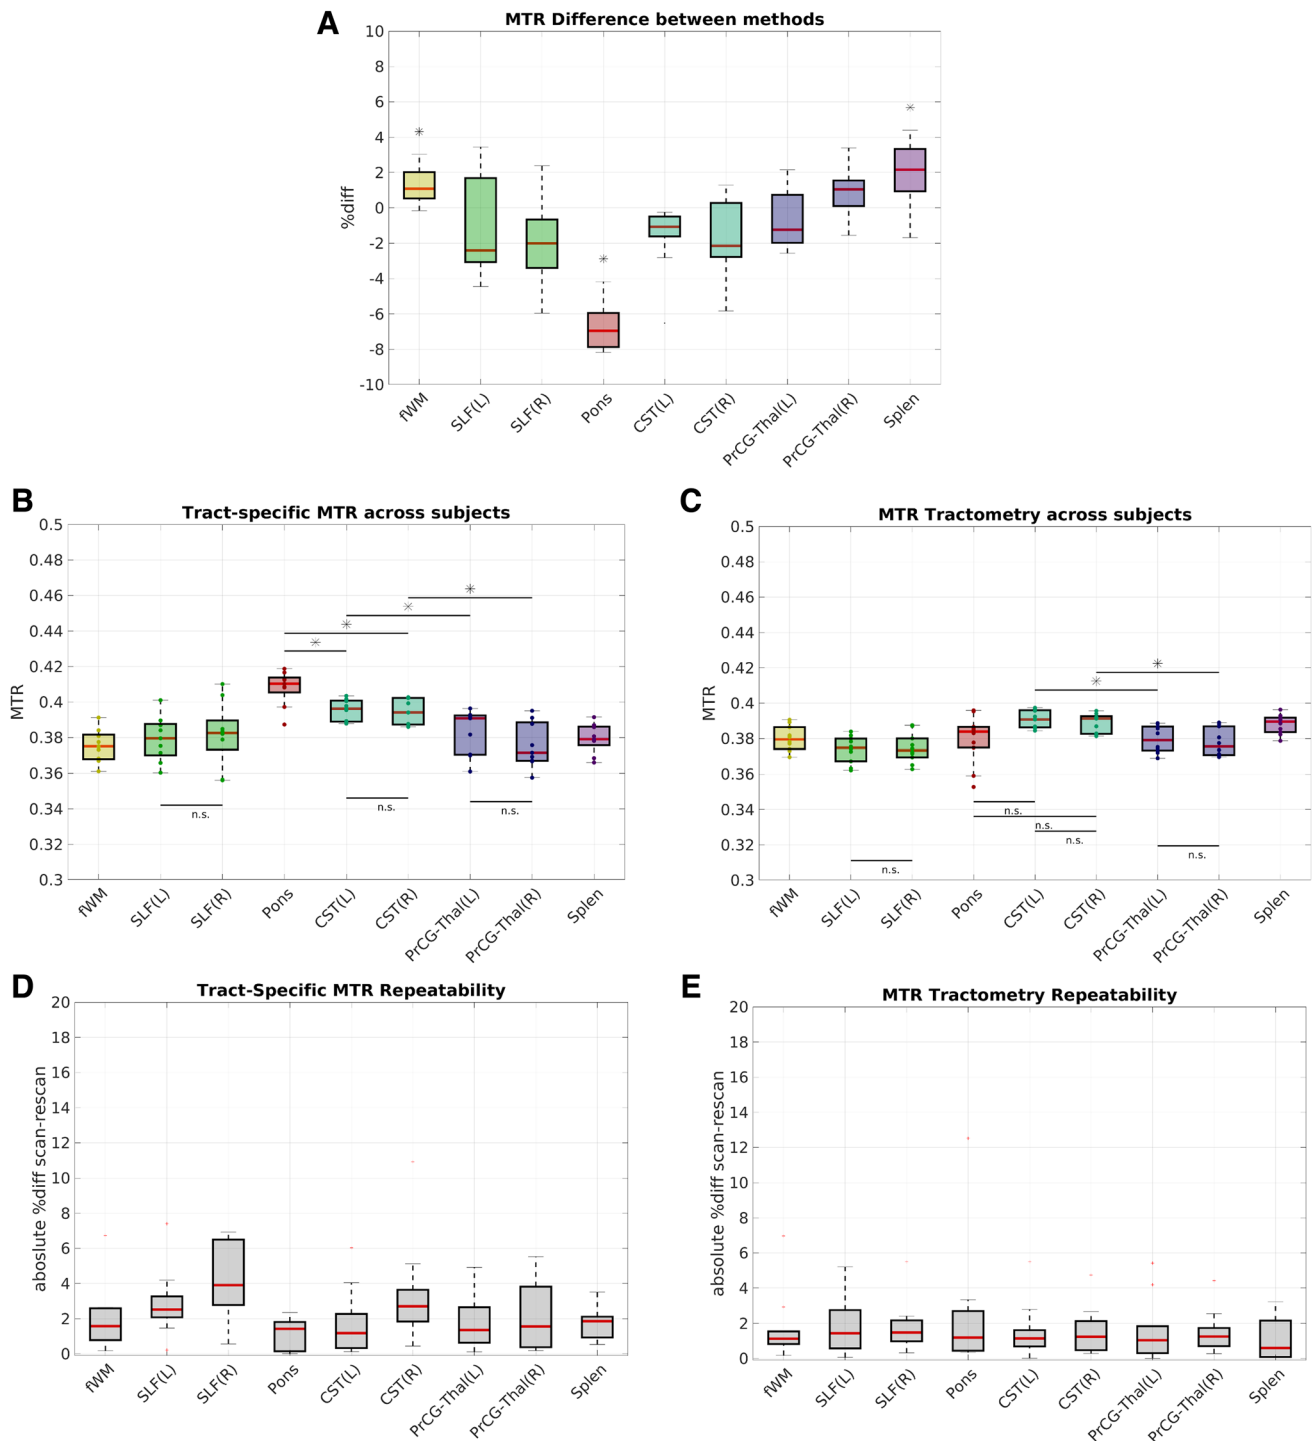 A
MTR Difference between methods
%diff
10
8
6
4
2
0
-2
-4
-6
-8
-10
fWM
SLF(L)
SLF(R)
Pons
CST(L)
CST(R)
PrCG-Thal(L)
PrCG-Thal(R)
Splen
B
Tract-specific MTR across subjects
MTR
0.5
0.48
0.46
0.44
0.42
0.4
0.38
0.36
0.34
0.32
0.3
n.s.
n.s.
n.s.
fWM
SLF(L)
SLF(R)
Pons
CST(L)
CST(R)
PrCG-Thal(L)
PrCG-Thal(R)
Splen
C
MTR Tractometry across subjects
MTR
0.5
0.48
0.46
0.44
0.42
0.4
0.38
0.36
0.34
0.32
0.3
n.s.
n.s.
n.s.
n.s.
n.s.
fWM
SLF(L)
SLF(R)
Pons
CST(L)
CST(R)
PrCG-Thal(L)
PrCG-Thal(R)
Splen
D
Tract-Specific MTR Repeatability
aboslute %diff scan-rescan
20
18
16
14
12
10
8
6
4
2
0
fWM
SLF(L)
SLF(R)
Pons
CST(L)
CST(R)
PrCG-Thal(L)
PrCG-Thal(R)
Splen
E
MTR Tractometry Repeatability
absolute %diff scan-rescan
20
18
16
14
12
10
8
6
4
2
0
fWM
SLF(L)
SLF(R)
Pons
CST(L)
CST(R)
PrCG-Thal(L)
PrCG-Thal(R)
Splen